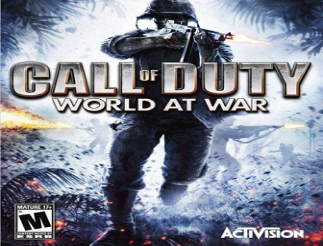 CALL OF DUTY
WORLD AT WAR
MATURE 17+
M
ESRB
ACTIVISION